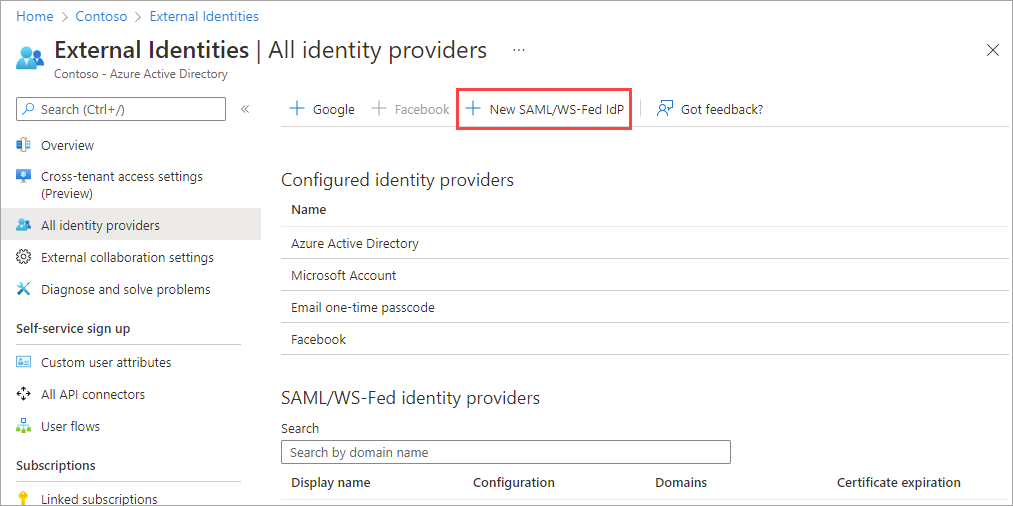 Home > Contoso > External Identities
External Identities | All identity providers ...
Contoso - Azure Active Directory
Search (Ctrl+/) «
Overview
Cross-tenant access settings
(Preview)
All identity providers
External collaboration settings
Diagnose and solve problems
Self-service sign up
Custom user attributes
All API connectors
User flows
Subscriptions
Linked subscriptions
+ Google + Facebook + New SAML/WS-Fed IdP Got feedback?
Configured identity providers
Name
Azure Active Directory
Microsoft Account
Email one-time passcode
Facebook
SAML/WS-Fed identity providers
Search
Search by domain name
Display name Configuration Domains Certificate expiration